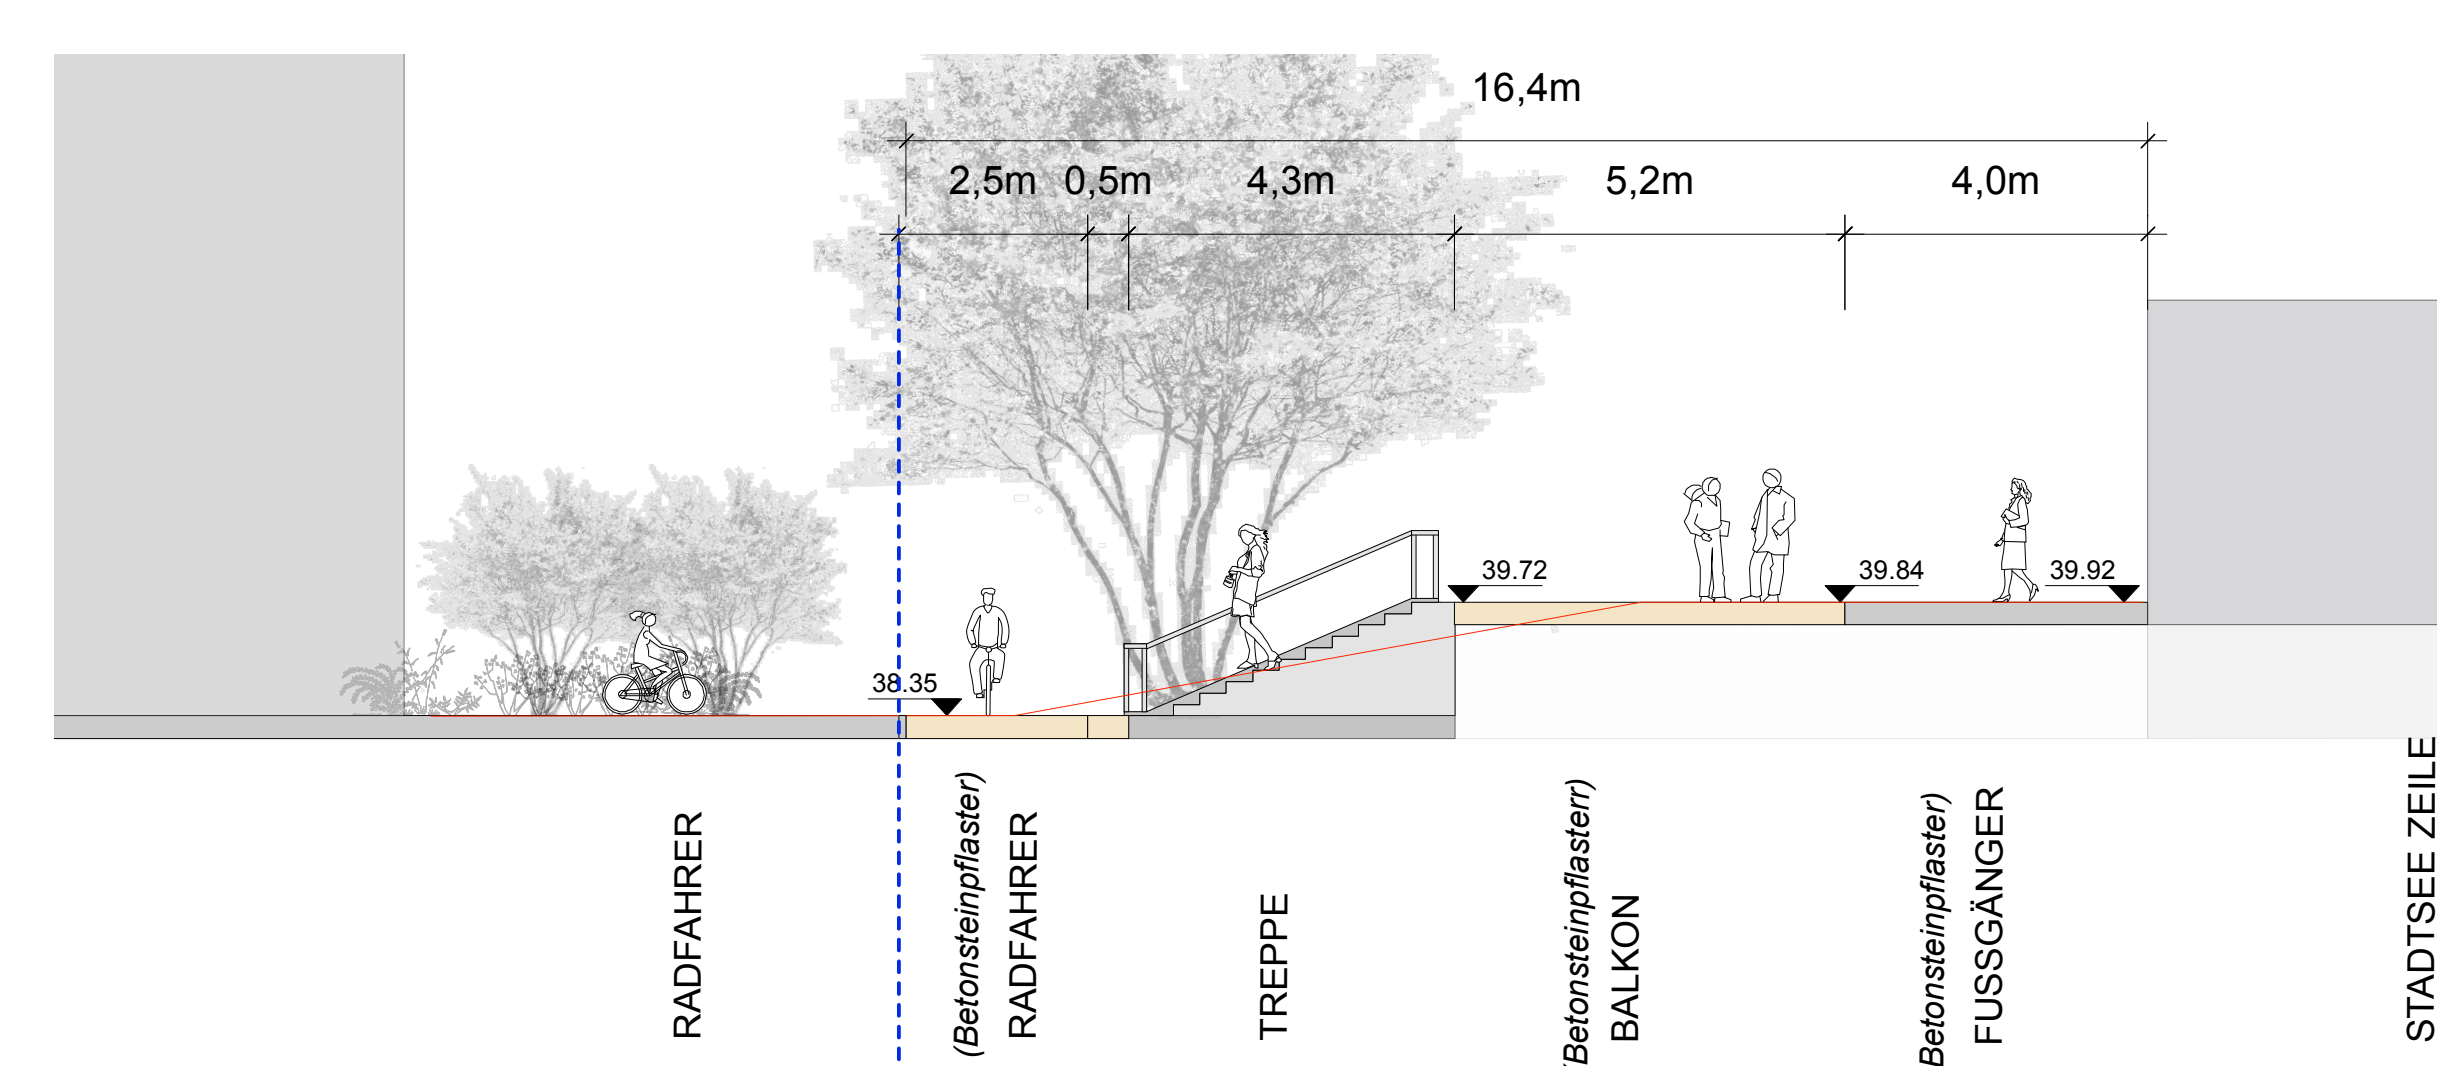 16,4m
2,5m 0,5m 4,3m 5,2m 4,0m
39.72 39.84 39.92
38.35
RADFAHRER
(Betonsteinpflaster)
RADFAHRER
TREPPE
(Betonsteinpflasterr)
BALKON
Betonsteinpflaster)
FUSSGÄNGER
STADTSEE ZEILE